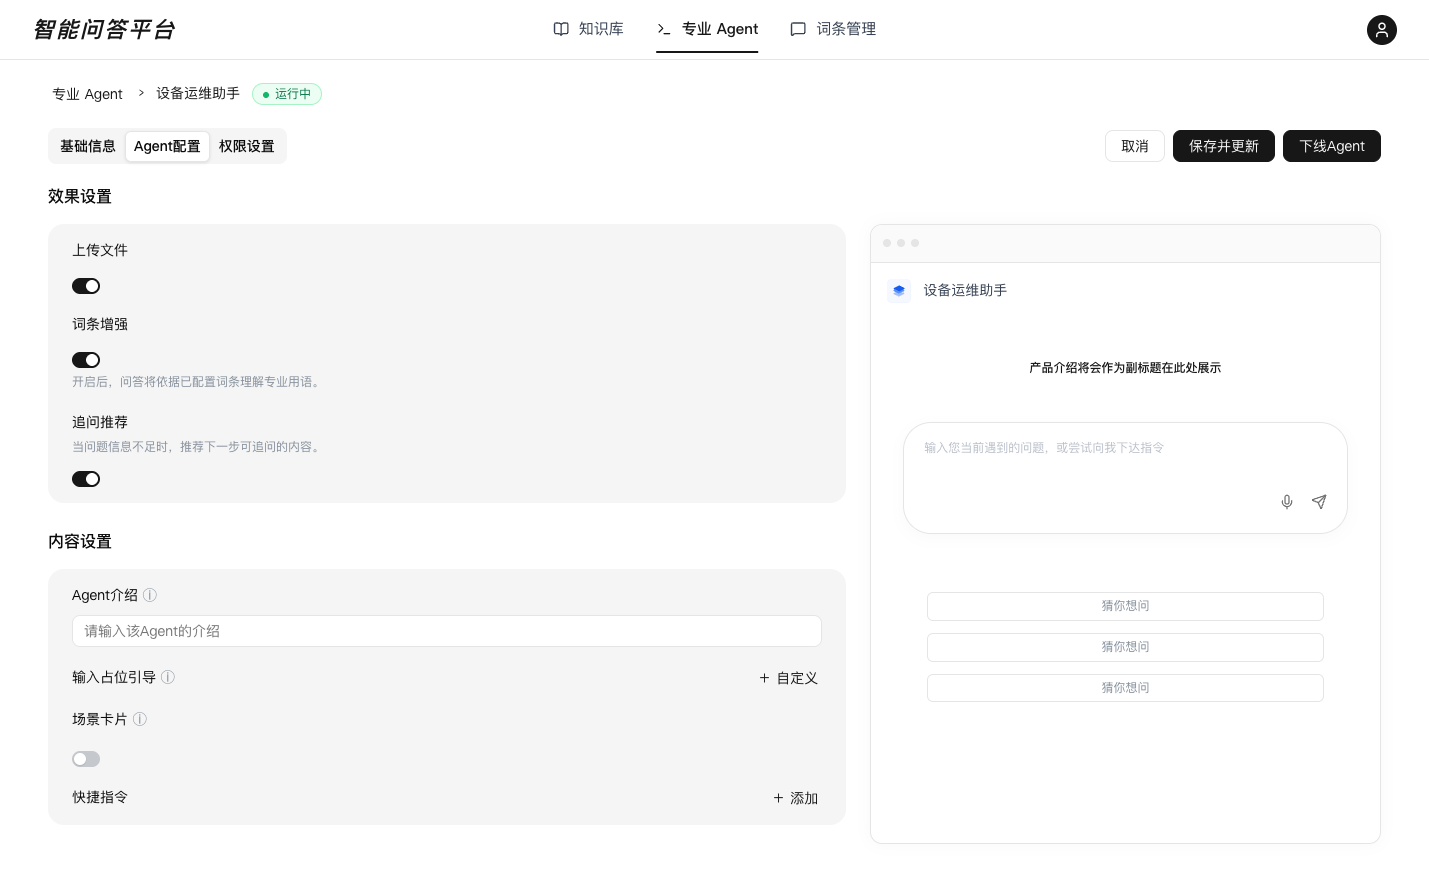 智能问答平台
知识库
专业 Agent
词条管理
专业 Agent
设备运维助手
运行中
基础信息
Agent配置
权限设置
取消
保存并更新
下线Agent
效果设置
上传文件
词条增强
开启后，问答将依据已配置词条理解专业用语。
追问推荐
当问题信息不足时，推荐下一步可追问的内容。
内容设置
Agent介绍
请输入该Agent的介绍
输入占位引导
+ 自定义
场景卡片
快捷指令
+ 添加
设备运维助手
产品介绍将会作为副标题在此处展示
输入您当前遇到的问题，或尝试向我下达指令
猜你想问
猜你想问
猜你想问